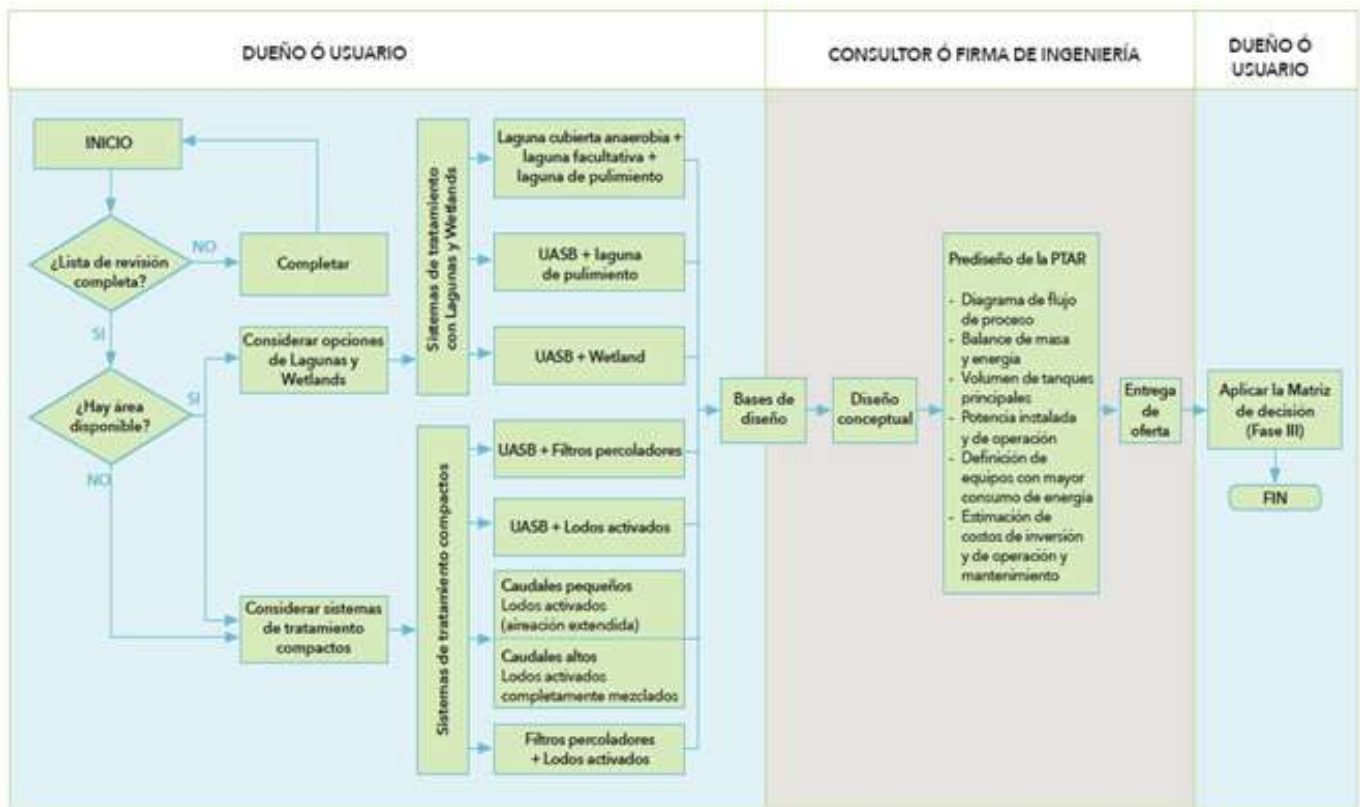 DUEÑO Ó USUARIO
CONSULTOR Ó FIRMA DE INGENIERÍA
DUEÑO Ó
USUARIO
INICIO
¿Lista de revisión
completa?
NO
Completar
SI
¿Hay área
disponible?
SI
NO
Considerar opciones
de Lagunas y
Wetlands
Considerar sistemas
de tratamiento
compactos
Sistemas de tratamiento
con Lagunas y Wetlands
Laguna cubierta anaerobia +
laguna facultativa +
laguna de pulimiento
UASB + laguna
de pulimiento
UASB + Wetland
Sistemas de tratamiento compactos
UASB + Filtros percoladores
UASB + Lodos activados
Caudales pequeños
Lodos activados
(aireación extendida)
Caudales altos
Lodos activados
completamente mezclados
Filtros percoladores
+ Lodos activados
Bases de
diseño
Diseño
conceptual
Prediseño de la PTAR
- Diagrama de flujo
de proceso
- Balance de masa
y energía
- Volumen de tanques
principales
- Potencia instalada
y de operación
- Definición de
equipos con mayor
consumo de energía
- Estimación de
costos de inversión
y de operación y
mantenimiento
Entrega
de
oferta
Aplicar la Matriz
de decisión
(Fase III)
FIN